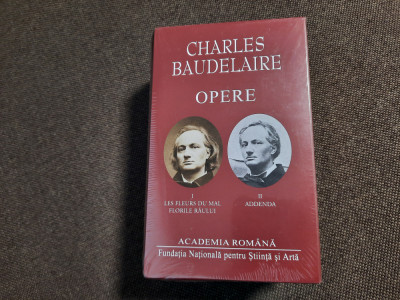 CHARLES
BAUDELAIRE
OPERE
I
LES FLEURS DU MAL
FLORILE RĂULUI
II
ADDENDA
ACADEMIA ROMÂNĂ
Fundația Națională pentru Știință și Artă